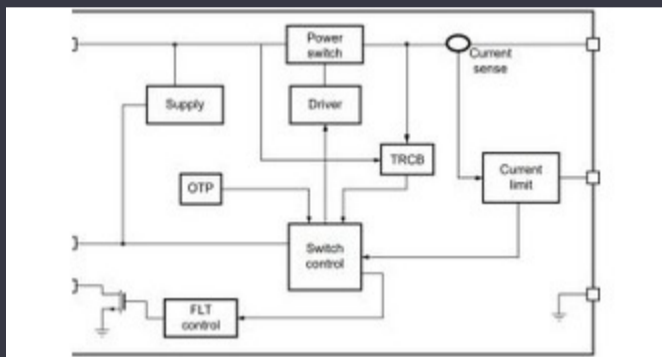 Power
switch
Current
sense
Supply
Driver
TRCB
Current
limit
OTP
Switch
control
FLT
control